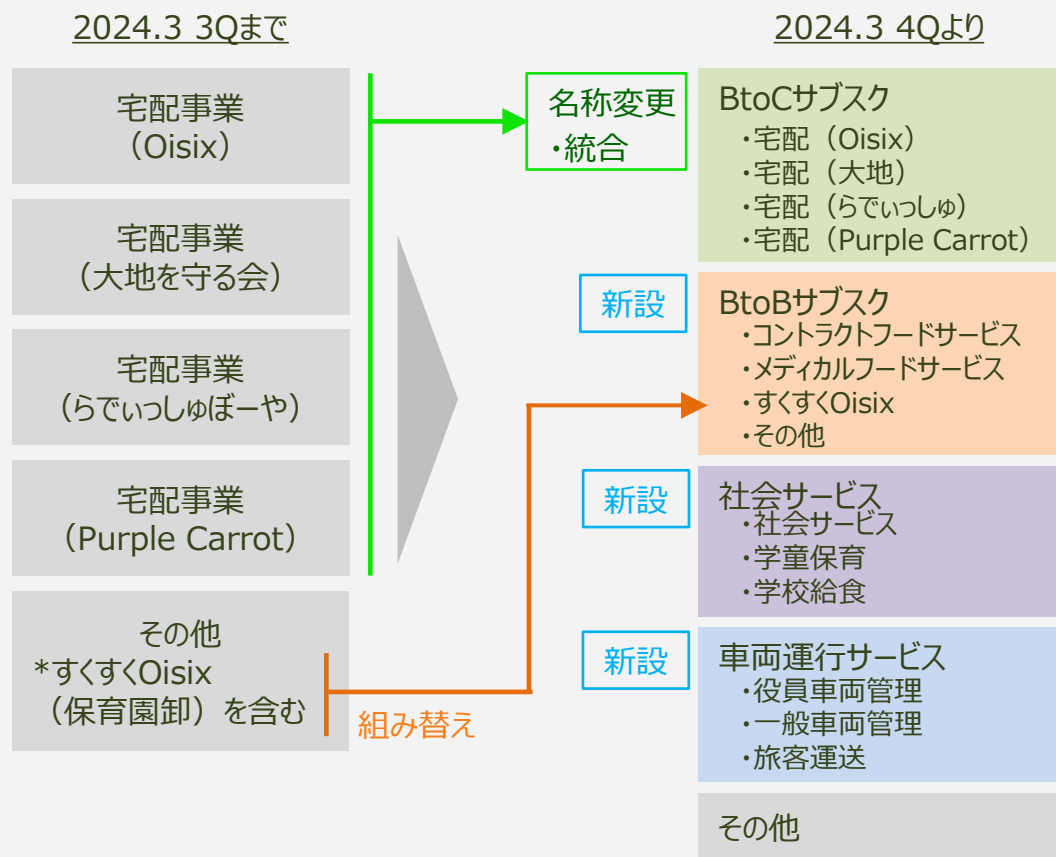 2024.3 3Qまで
宅配事業
（Oisix）
宅配事業
（大地を守る会）
宅配事業
（らでぃっしゅぼーや）
宅配事業
（Purple Carrot）
その他
*すくすくOisix
（保育園卸）を含む
組み替え
名称変更
・統合
新設
新設
新設
2024.3 4Qより
BtoCサブスク
・宅配（Oisix）
・宅配（大地）
・宅配（らでぃっしゅ）
・宅配（Purple Carrot）
BtoBサブスク
・コントラクトフードサービス
・メディカルフードサービス
・すくすくOisix
・その他
社会サービス
・社会サービス
・学童保育
・学校給食
車両運行サービス
・役員車両管理
・一般車両管理
・旅客運送
その他